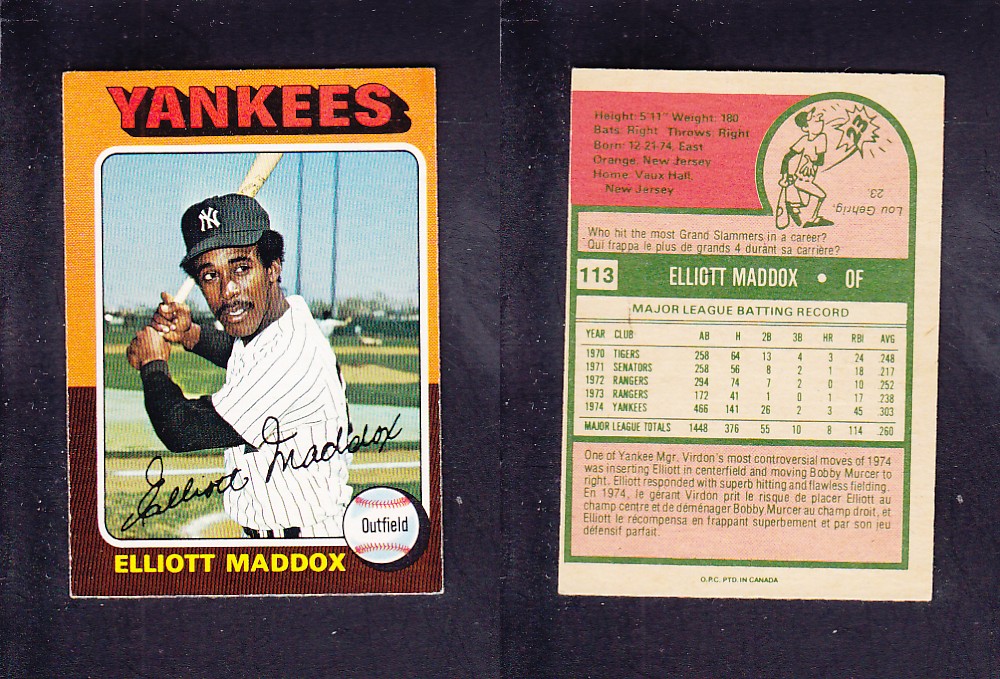 YANKEES
NY
Elliott Maddox
Outfield
ELLIOTT MADDOX
Height: 5'11" Weight: 180
Bats: Right Throws: Right
Born: 12-21-74, East
Orange, New Jersey
Home: Vaux Hall,
New Jersey
23
Lou Gehrig,
23.
Who hit the most Grand Slammers in a career?
Qui frappa le plus de grands 4 durant sa carrière?
113 ELLIOTT MADDOX • OF
MAJOR LEAGUE BATTING RECORD
YEAR CLUB AB H 2B 3B HR RBI AVG
1970 TIGERS 258 64 13 4 3 24 .248
1971 SENATORS 258 56 8 2 1 18 .217
1972 RANGERS 294 74 7 2 0 10 .252
1973 RANGERS 172 41 1 0 1 17 .238
1974 YANKEES 466 141 26 2 3 45 .303
MAJOR LEAGUE TOTALS 1448 376 55 10 8 114 .260
One of Yankee Mgr. Virdon's most controversial moves of 1974
was inserting Elliott in centerfield and moving Bobby Murcer to
right. Elliott responded with superb hitting and flawless fielding.
En 1974, le gérant Virdon prit le risque de placer Elliott au
champ centre et de déménager Bobby Murcer au champ droit, et
Elliott le récompensa en frappant superbement et par son jeu
défensif parfait.
O.P.C. PTD. IN CANADA